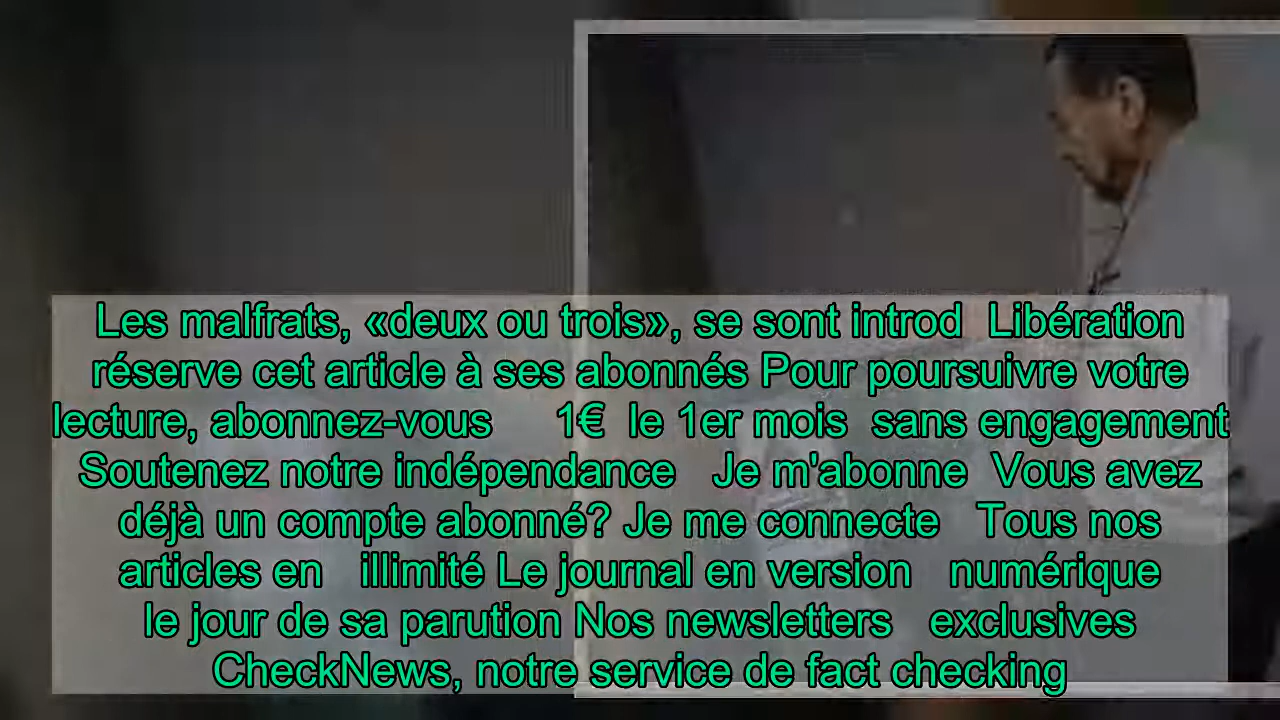 Les malfrats, «deux ou trois», se sont introd  Libération
réserve cet article à ses abonnés Pour poursuivre votre
lecture, abonnez-vous     1€  le 1er mois  sans engagement
Soutenez notre indépendance   Je m'abonne  Vous avez
déjà un compte abonné? Je me connecte   Tous nos
articles en   illimité Le journal en version   numérique
le jour de sa parution Nos newsletters   exclusives
CheckNews, notre service de fact checking